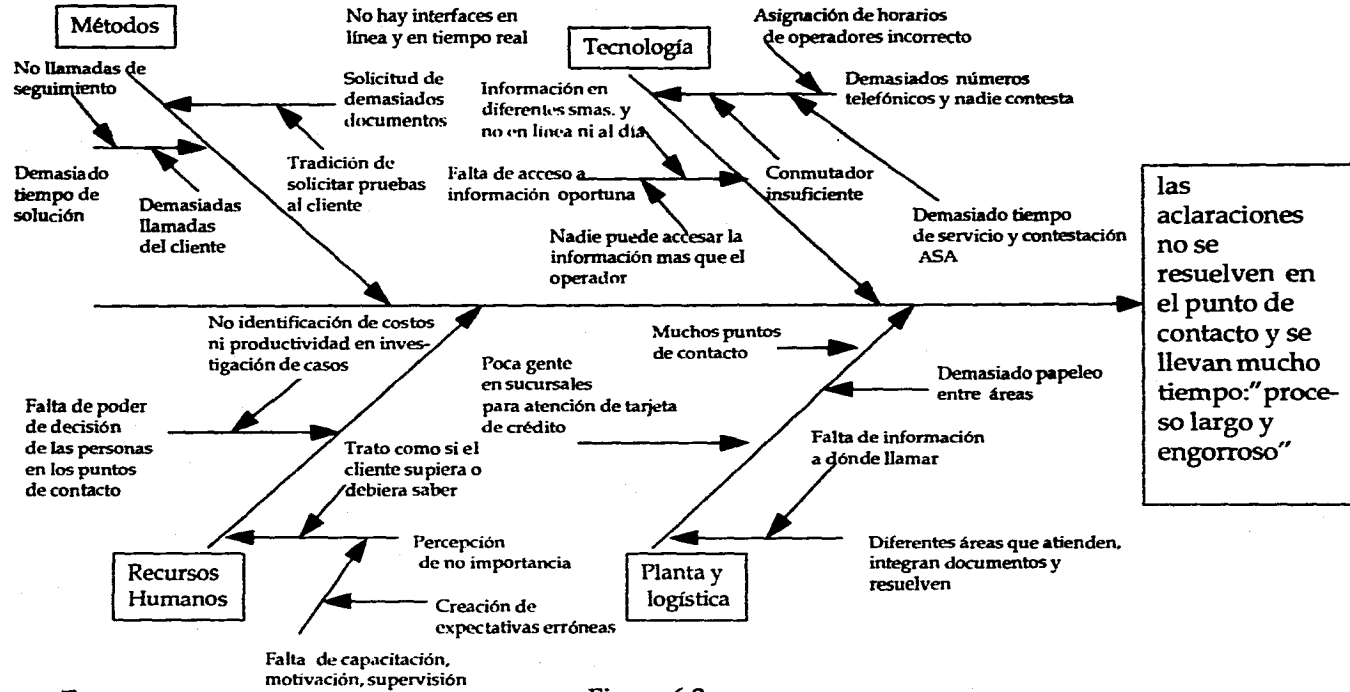 Métodos
No hay interfaces en
línea y en tiempo real
Tecnología
Asignación de horarios
de operadores incorrecto
No llamadas de
seguimiento
Solicitud de
demasiados
documentos
Información en
diferentes smas. y
no en línea ni al día
Demasiados números
telefónicos y nadie contesta
Demasiado
tiempo de
solución
Demasiadas
llamadas
del cliente
Tradición de
solicitar pruebas
al cliente
Falta de acceso a
información oportuna
Conmutador
insuficiente
Nadie puede accesar la
información mas que el
operador
Demasiado tiempo
de servicio y contestación
ASA
las
aclaraciones
no se
resuelven en
el punto de
contacto y se
llevan mucho
tiempo:"proce-
so largo y
engorroso"
No identificación de costos
ni productividad en inves-
tigación de casos
Muchos puntos
de contacto
Poca gente
en sucursales
para atención de tarjeta
de crédito
Demasiado papeleo
entre áreas
Falta de poder
de decisión
de las personas
en los puntos
de contacto
Trato como si el
cliente supiera o
debiera saber
Falta de información
a dónde llamar
Recursos
Humanos
Percepción
de no importancia
Planta y
logística
Diferentes áreas que atienden,
integran documentos y
resuelven
Creación de
expectativas erróneas
Falta de capacitación,
motivación, supervisión